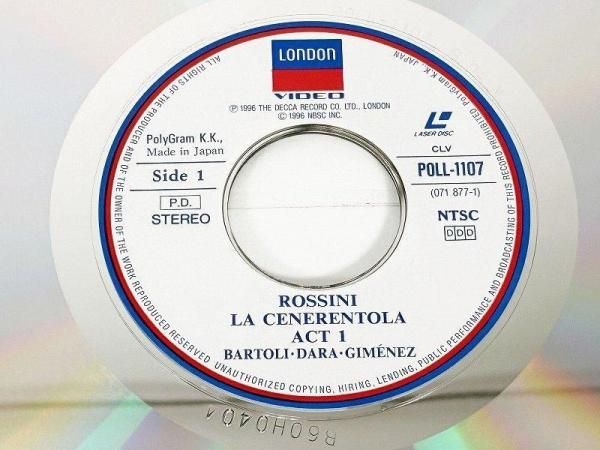 LONDON
VIDEO
Ⓟ 1996 THE DECCA RECORD CO. LTD., LONDON
© 1996 NBSC INC.
PolyGram K.K.,
Made in Japan
Side 1
P.D.
STEREO
LASER DISC
CLV
POLL-1107
(071 877-1)
NTSC
DDD
ROSSINI
LA CENERENTOLA
ACT 1
BARTOLI·DARA·GIMÉNEZ
ALL RIGHTS OF THE PRODUCER AND OF THE OWNER OF THE WORK REPRODUCED RESERVED UNAUTHORIZED COPYING, HIRING, LENDING, PUBLIC PERFORMANCE AND BROADCASTING OF THIS RECORD PROHIBITED PolyGram K.K. JAPAN